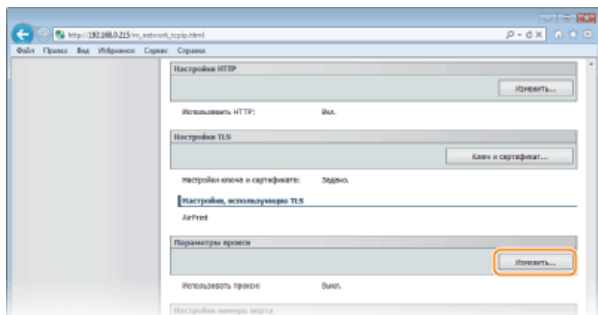 http://192.168.0.215/m_network_tcpip.html
Файл Правка Вид Избранное Сервис Справка
Настройки HTTP
Изменить...
Использовать HTTP: Вкл.
Настройки TLS
Ключ и сертификат...
Настройки ключа и сертификата: Задано.
Настройки, использующие TLS
AirPrint
Параметры прокси
Изменить...
Использовать прокси: Выкл.
Настройки номера порта